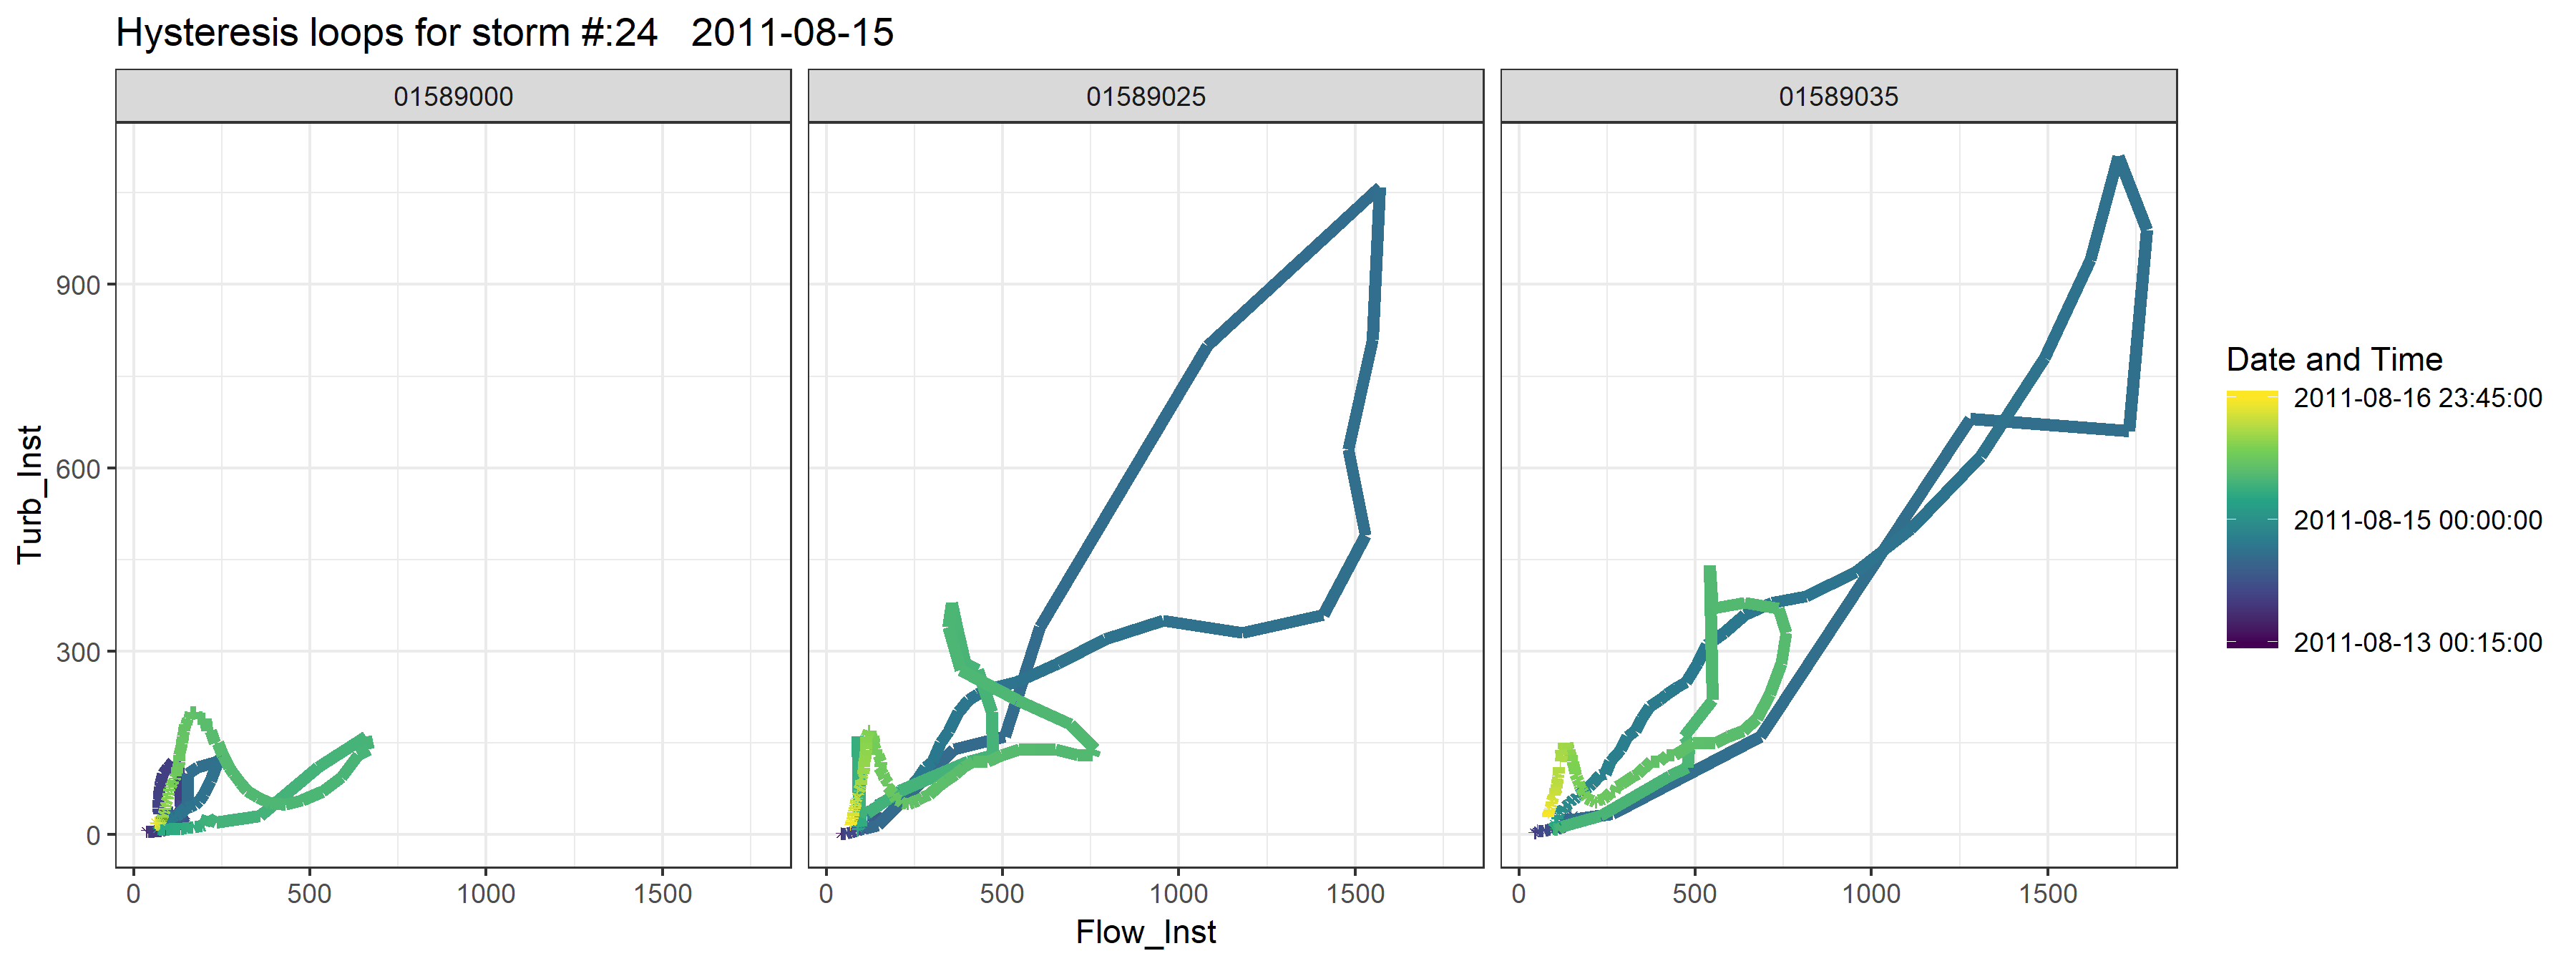 Hysteresis loops for storm #:24   2011-08-15
01589000
01589025
01589035
Turb_Inst
900
600
300
0
0 500 1000 1500
0 500 1000 1500
0 500 1000 1500
Flow_Inst
Date and Time
2011-08-16 23:45:00
2011-08-15 00:00:00
2011-08-13 00:15:00